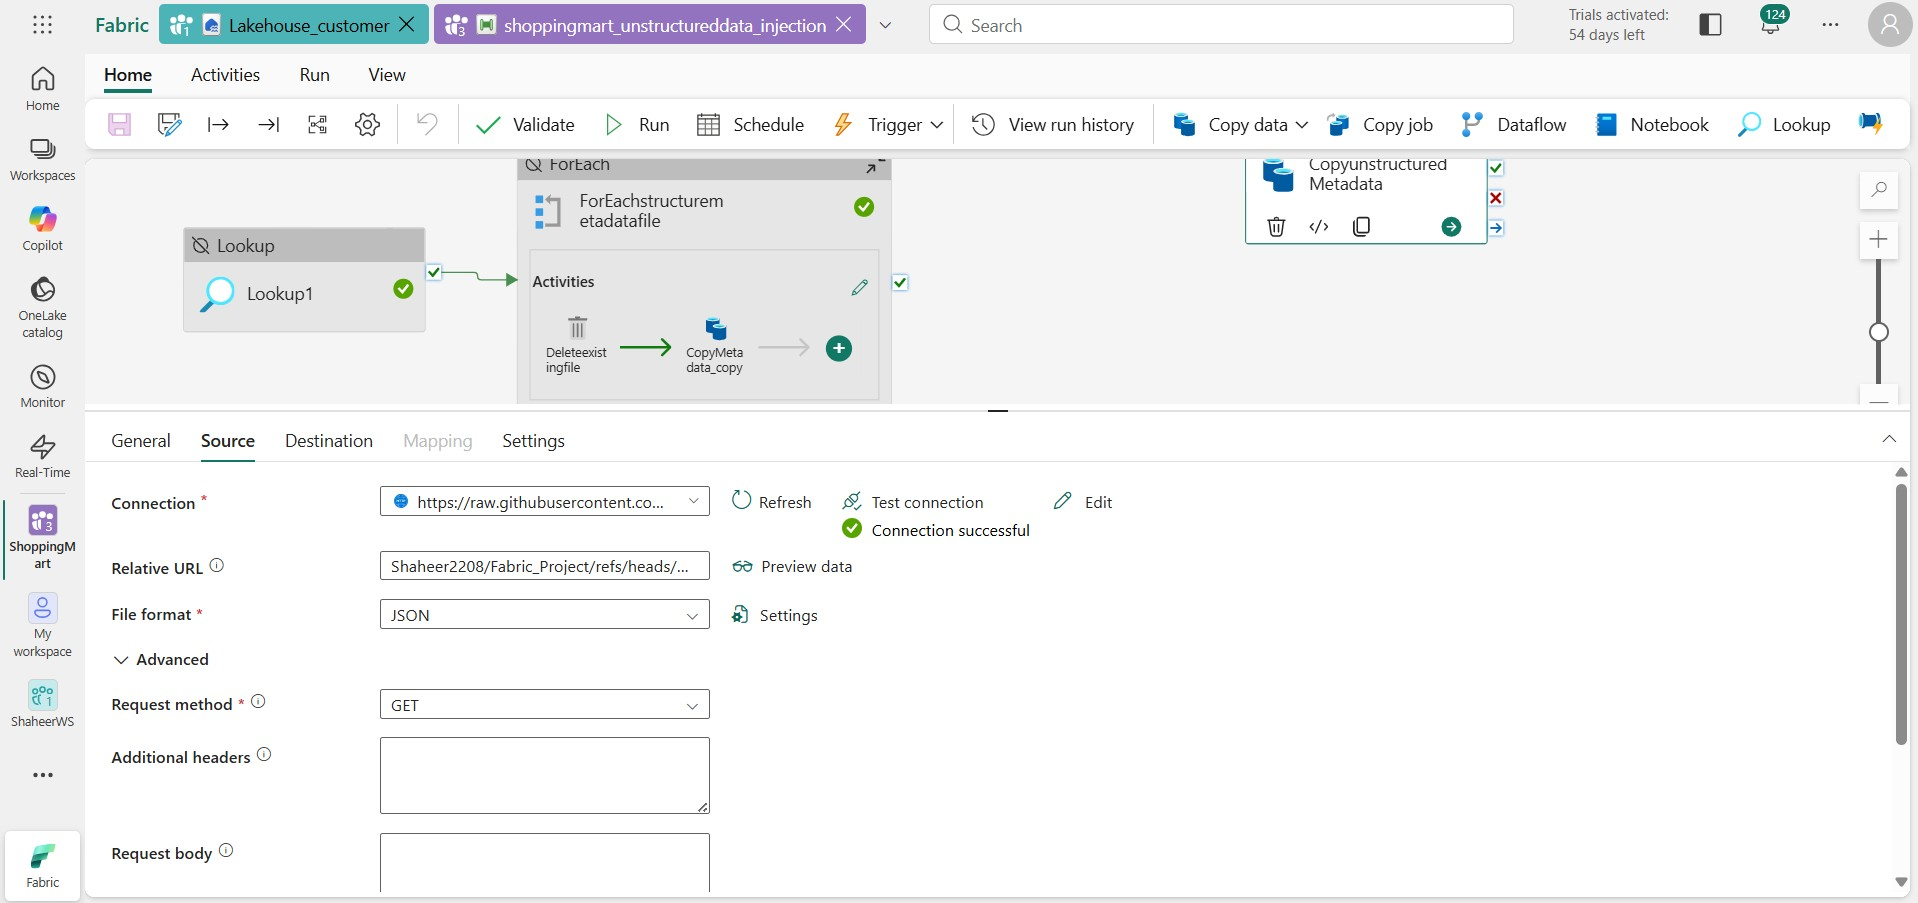 Fabric
1
Lakehouse_customer
3
shoppingmart_unstructureddata_injection
Search
Trials activated:
54 days left
124
Home
Activities
Run
View
Validate
Run
Schedule
Trigger
View run history
Copy data
Copy job
Dataflow
Notebook
Lookup
Home
Workspaces
Copilot
OneLake
catalog
Monitor
Real-Time
3
ShoppingM
art
My
workspace
1
ShaheerWS
Fabric
Lookup
Lookup1
ForEach
ForEachstructurem
etadatafile
Activities
Deleteexist
ingfile
CopyMeta
data_copy
Copyunstructured
Metadata
General
Source
Destination
Mapping
Settings
Connection *
https://raw.githubusercontent.co...
Refresh
Test connection
Edit
Connection successful
Relative URL
Shaheer2208/Fabric_Project/refs/heads/...
Preview data
File format *
JSON
Settings
Advanced
Request method *
GET
Additional headers
Request body